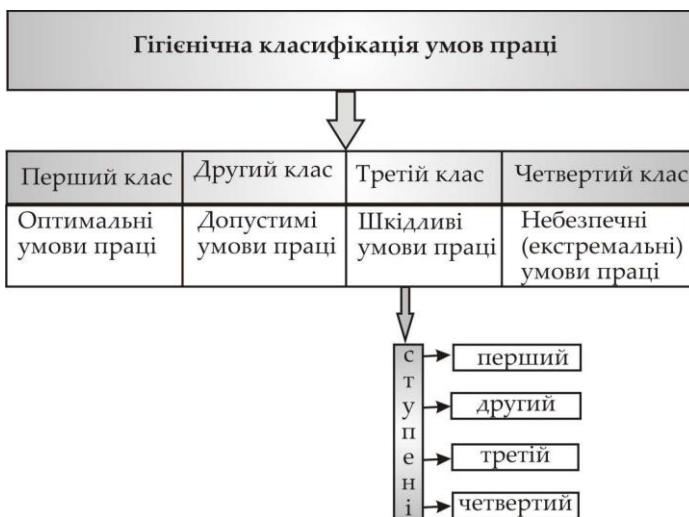 Гігієнічна класифікація умов праці
Перший клас
Другий клас
Третій клас
Четвертий клас
Оптимальні
умови праці
Допустимі
умови праці
Шкідливі
умови праці
Небезпечні
(екстремальні)
умови праці
ступені
перший
другий
третій
четвертий